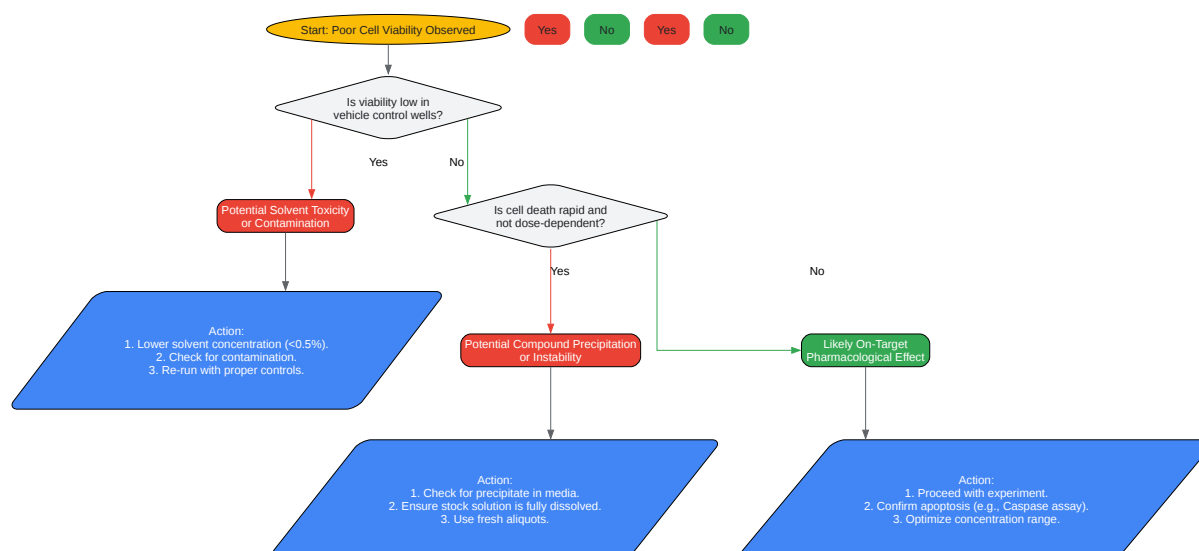 Start: Poor Cell Viability Observed
Yes
No
Yes
No
Is viability low in
vehicle control wells?
Yes
No
Potential Solvent Toxicity
or Contamination
Is cell death rapid and
not dose-dependent?
Yes
No
Action:
1. Lower solvent concentration (<0.5%).
2. Check for contamination.
3. Re-run with proper controls.
Potential Compound Precipitation
or Instability
Likely On-Target
Pharmacological Effect
Action:
1. Check for precipitate in media.
2. Ensure stock solution is fully dissolved.
3. Use fresh aliquots.
Action:
1. Proceed with experiment.
2. Confirm apoptosis (e.g., Caspase assay).
3. Optimize concentration range.